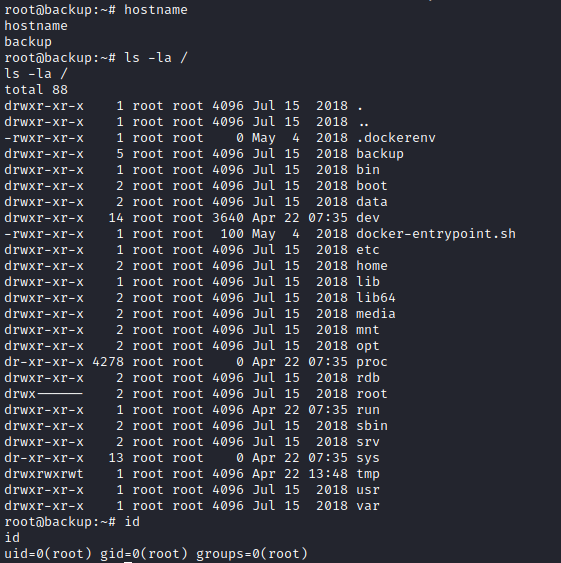 root@backup:~# hostname
hostname
backup
root@backup:~# ls -la /
ls -la /
total 88
drwxr-xr-x    1 root root 4096 Jul 15  2018 .
drwxr-xr-x    1 root root 4096 Jul 15  2018 ..
-rwxr-xr-x    1 root root    0 May  4  2018 .dockerenv
drwxr-xr-x    5 root root 4096 Jul 15  2018 backup
drwxr-xr-x    1 root root 4096 Jul 15  2018 bin
drwxr-xr-x    2 root root 4096 Jul 15  2018 boot
drwxr-xr-x    2 root root 4096 Jul 15  2018 data
drwxr-xr-x   14 root root 3640 Apr 22 07:35 dev
-rwxr-xr-x    1 root root  100 May  4  2018 docker-entrypoint.sh
drwxr-xr-x    1 root root 4096 Jul 15  2018 etc
drwxr-xr-x    2 root root 4096 Jul 15  2018 home
drwxr-xr-x    1 root root 4096 Jul 15  2018 lib
drwxr-xr-x    2 root root 4096 Jul 15  2018 lib64
drwxr-xr-x    2 root root 4096 Jul 15  2018 media
drwxr-xr-x    2 root root 4096 Jul 15  2018 mnt
drwxr-xr-x    2 root root 4096 Jul 15  2018 opt
dr-xr-xr-x 4278 root root    0 Apr 22 07:35 proc
drwxr-xr-x    2 root root 4096 Jul 15  2018 rdb
drwx------    2 root root 4096 Jul 15  2018 root
drwxr-xr-x    1 root root 4096 Apr 22 07:35 run
drwxr-xr-x    2 root root 4096 Jul 15  2018 sbin
drwxr-xr-x    2 root root 4096 Jul 15  2018 srv
dr-xr-xr-x   13 root root    0 Apr 22 07:35 sys
drwxrwxrwt    1 root root 4096 Apr 22 13:48 tmp
drwxr-xr-x    1 root root 4096 Jul 15  2018 usr
drwxr-xr-x    1 root root 4096 Jul 15  2018 var
root@backup:~# id
id
uid=0(root) gid=0(root) groups=0(root)